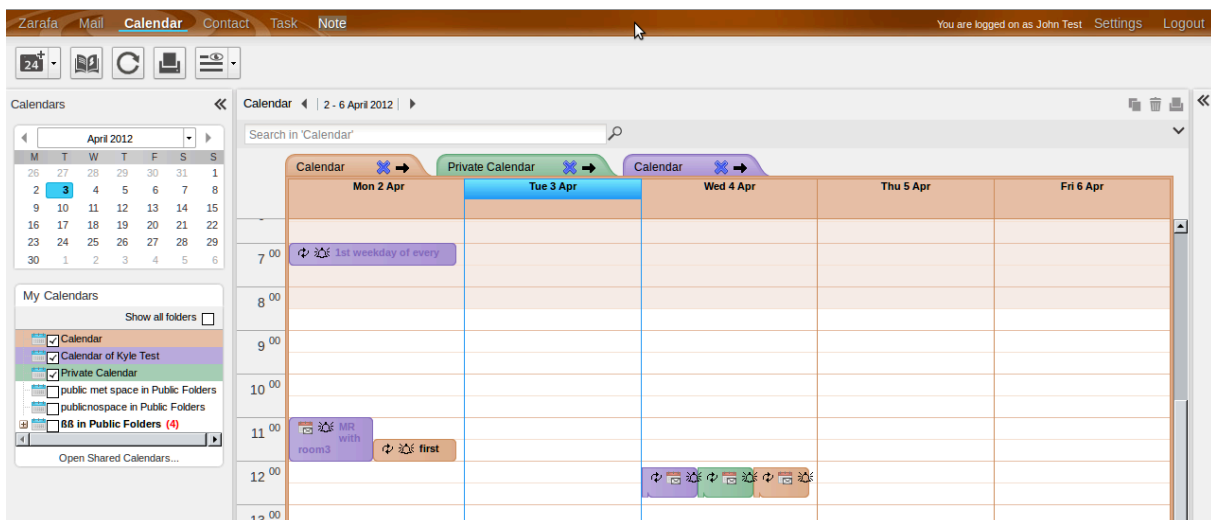 Zarafa Mail Calendar Contact Task Note You are logged on as John Test Settings Logout
24
Calendars
Calendar 2 - 6 April 2012
Search in 'Calendar'
April 2012
M T W T F S S
26 27 28 29 30 31 1
2 3 4 5 6 7 8
9 10 11 12 13 14 15
16 17 18 19 20 21 22
23 24 25 26 27 28 29
30 1 2 3 4 5 6
My Calendars
Show all folders
Calendar
Calendar of Kyle Test
Private Calendar
public met space in Public Folders
publicnospace in Public Folders
ßß in Public Folders (4)
Open Shared Calendars...
Calendar Private Calendar Calendar
Mon 2 Apr Tue 3 Apr Wed 4 Apr Thu 5 Apr Fri 6 Apr
7 00 1st weekday of every
8 00
9 00
10 00
11 00 MR
with
room3 first
12 00
13 00